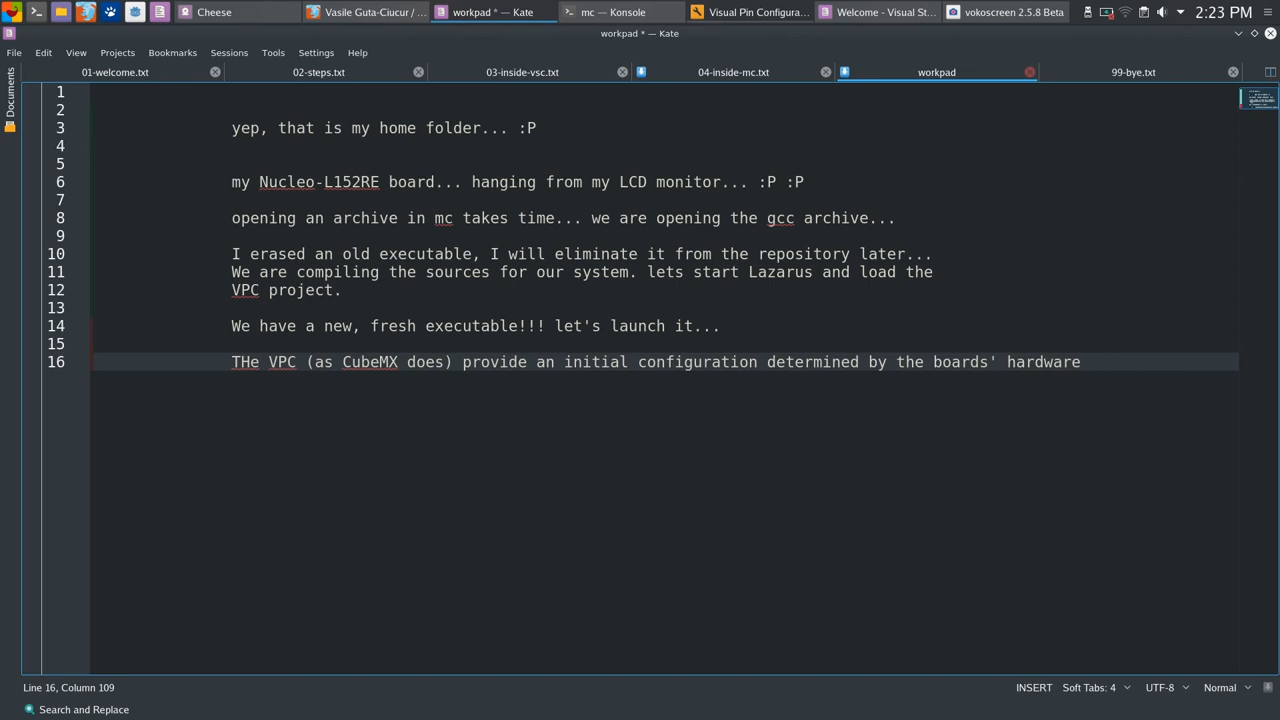 Cheese
Vasile Guta-Ciucur / ...
workpad * — Kate
mc — Konsole
Visual Pin Configura...
Welcome - Visual St...
vokoscreen 2.5.8 Beta
2:23 PM
workpad * — Kate
File Edit View Projects Bookmarks Sessions Tools Settings Help
01-welcome.txt
02-steps.txt
03-inside-vsc.txt
04-inside-mc.txt
workpad
99-bye.txt
Documents
1
2
3 yep, that is my home folder... :P
4
5
6 my Nucleo-L152RE board... hanging from my LCD monitor... :P :P
7
8 opening an archive in mc takes time... we are opening the gcc archive...
9
10 I erased an old executable, I will eliminate it from the repository later...
11 We are compiling the sources for our system. lets start Lazarus and load the
12 VPC project.
13
14 We have a new, fresh executable!!! let's launch it...
15
16 THe VPC (as CubeMX does) provide an initial configuration determined by the boards' hardware
Line 16, Column 109
INSERT
Soft Tabs: 4
UTF-8
Normal
Search and Replace